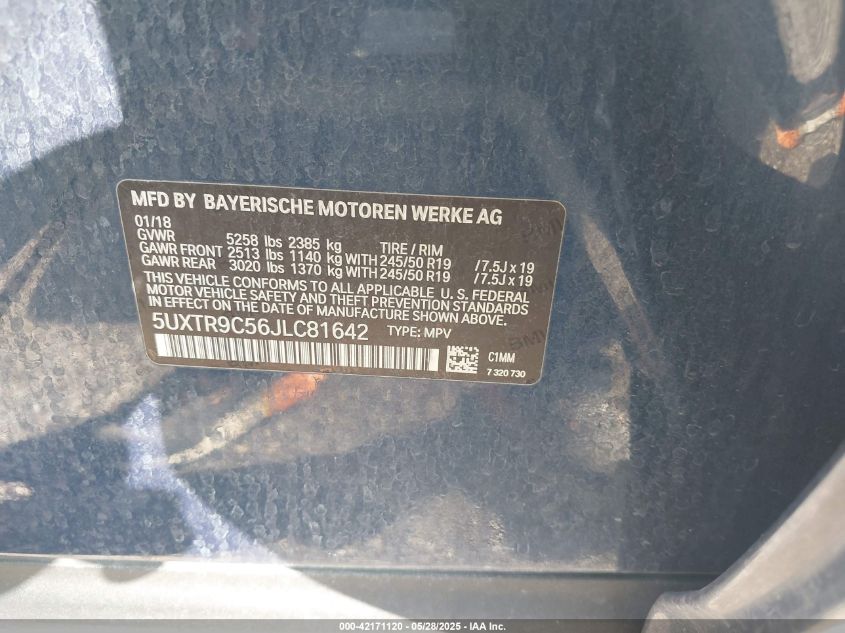 MFD BY BAYERISCHE MOTOREN WERKE AG
01/18
GVWR 5258 lbs 2385 kg TIRE / RIM
GAWR FRONT 2513 lbs 1140 kg WITH 245/50 R19 / 7.5J x 19
GAWR REAR 3020 lbs 1370 kg WITH 245/50 R19 / 7.5J x 19
THIS VEHICLE CONFORMS TO ALL APPLICABLE U. S. FEDERAL
MOTOR VEHICLE SAFETY AND THEFT PREVENTION STANDARDS
IN EFFECT ON THE DATE OF MANUFACTURE SHOWN ABOVE.
5UXTR9C56JLC81642 TYPE: MPV
C1MM
7 320 730
000-42171120 - 05/28/2025 - IAA Inc.